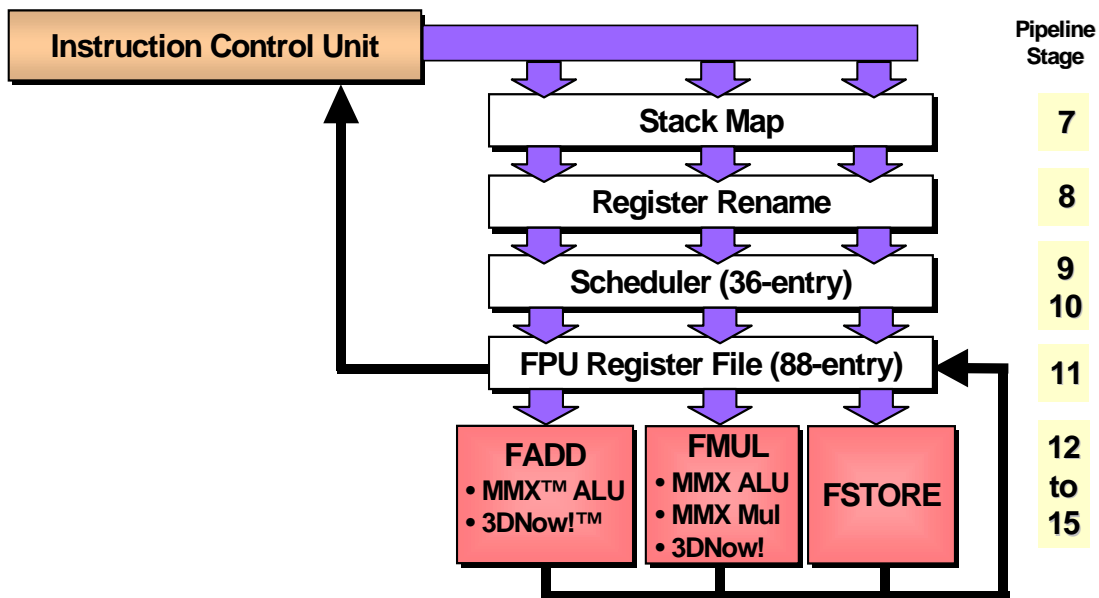 Instruction Control Unit
Pipeline
Stage
Stack Map
7
Register Rename
8
Scheduler (36-entry)
9
10
FPU Register File (88-entry)
11
FADD
• MMX™ ALU
• 3DNow!™
FMUL
• MMX ALU
• MMX Mul
• 3DNow!
FSTORE
12
to
15